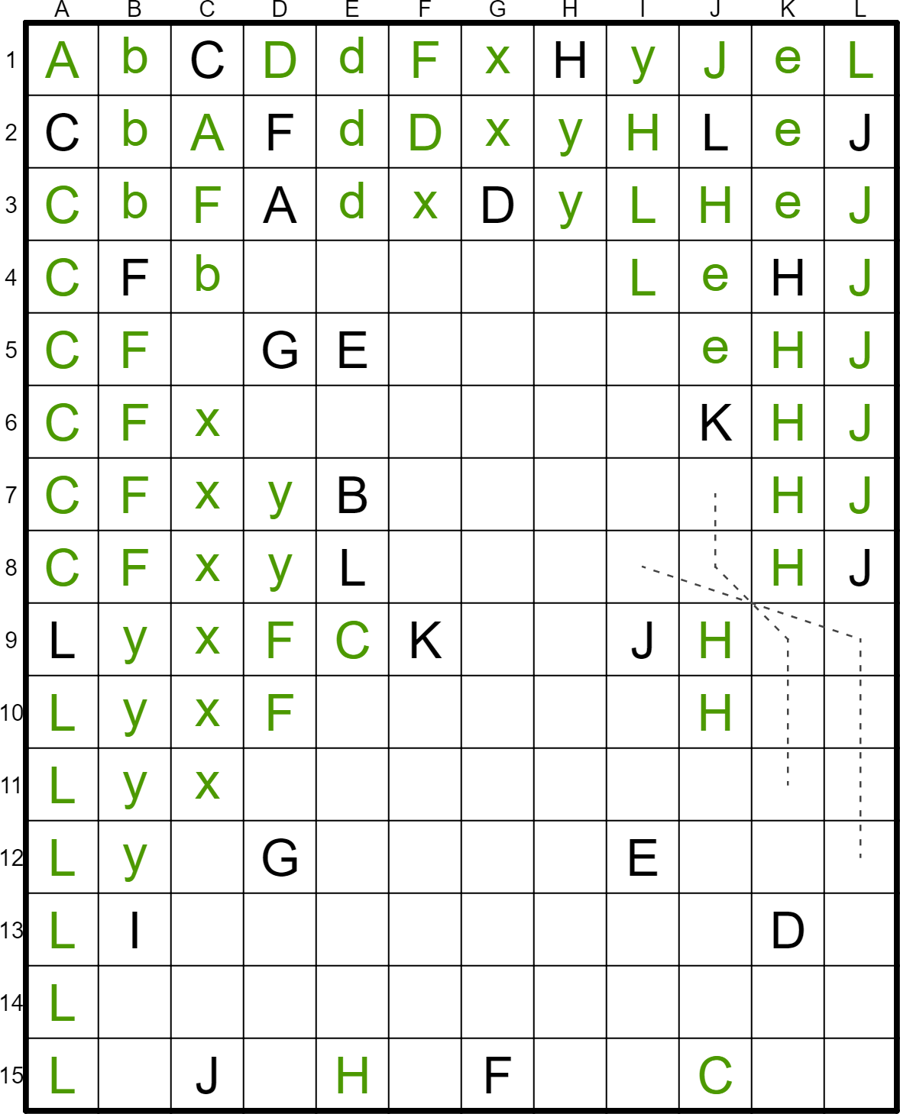 A B C D E F G H I J K L
1 A b C D d F x H y J e L
2 C b A F d D x y H L e J
3 C b F A d x D y L H e J
4 C F b L e H J
5 C F G E e H J
6 C F x K H J
7 C F x y B H J
8 C F x y L H J
9 L y x F C K J H
10 L y x F H
11 L y x
12 L y G E
13 L I D
14 L
15 L J H F C